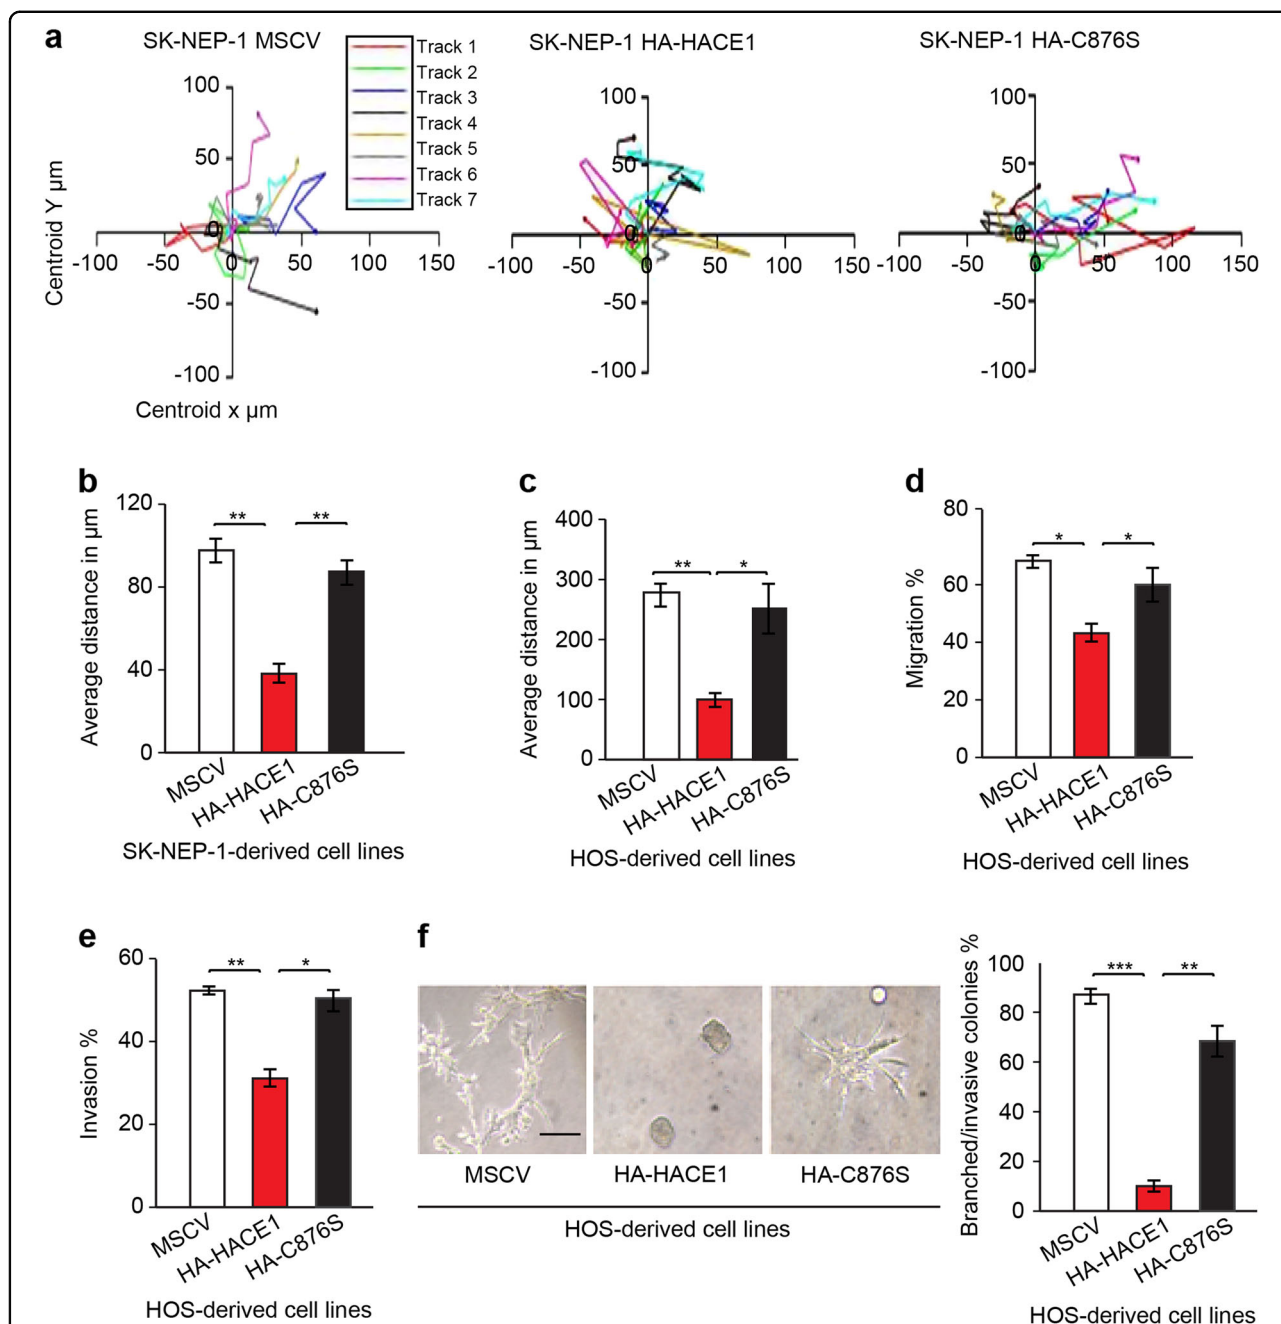 a
SK-NEP-1 MSCV
Track 1
Track 2
Track 3
Track 4
Track 5
Track 6
Track 7
SK-NEP-1 HA-HACE1
SK-NEP-1 HA-C876S
Centroid Y µm
100
50
0
-100
-50
0
50
100
150
-50
-100
Centroid x µm
100
50
0
-100
-50
0
50
100
150
-50
-100
100
50
0
-100
-50
0
50
100
150
-50
-100
b
Average distance in µm
120
80
40
0
**
**
MSCV
HA-HACE1
HA-C876S
SK-NEP-1-derived cell lines
c
Average distance in µm
400
300
200
100
0
**
*
MSCV
HA-HACE1
HA-C876S
HOS-derived cell lines
d
Migration %
80
60
40
20
0
*
*
MSCV
HA-HACE1
HA-C876S
HOS-derived cell lines
e
Invasion %
60
40
20
0
**
*
MSCV
HA-HACE1
HA-C876S
HOS-derived cell lines
f
MSCV
HA-HACE1
HA-C876S
HOS-derived cell lines
Branched/invasive colonies %
100
80
60
40
20
0
***
**
MSCV
HA-HACE1
HA-C876S
HOS-derived cell lines